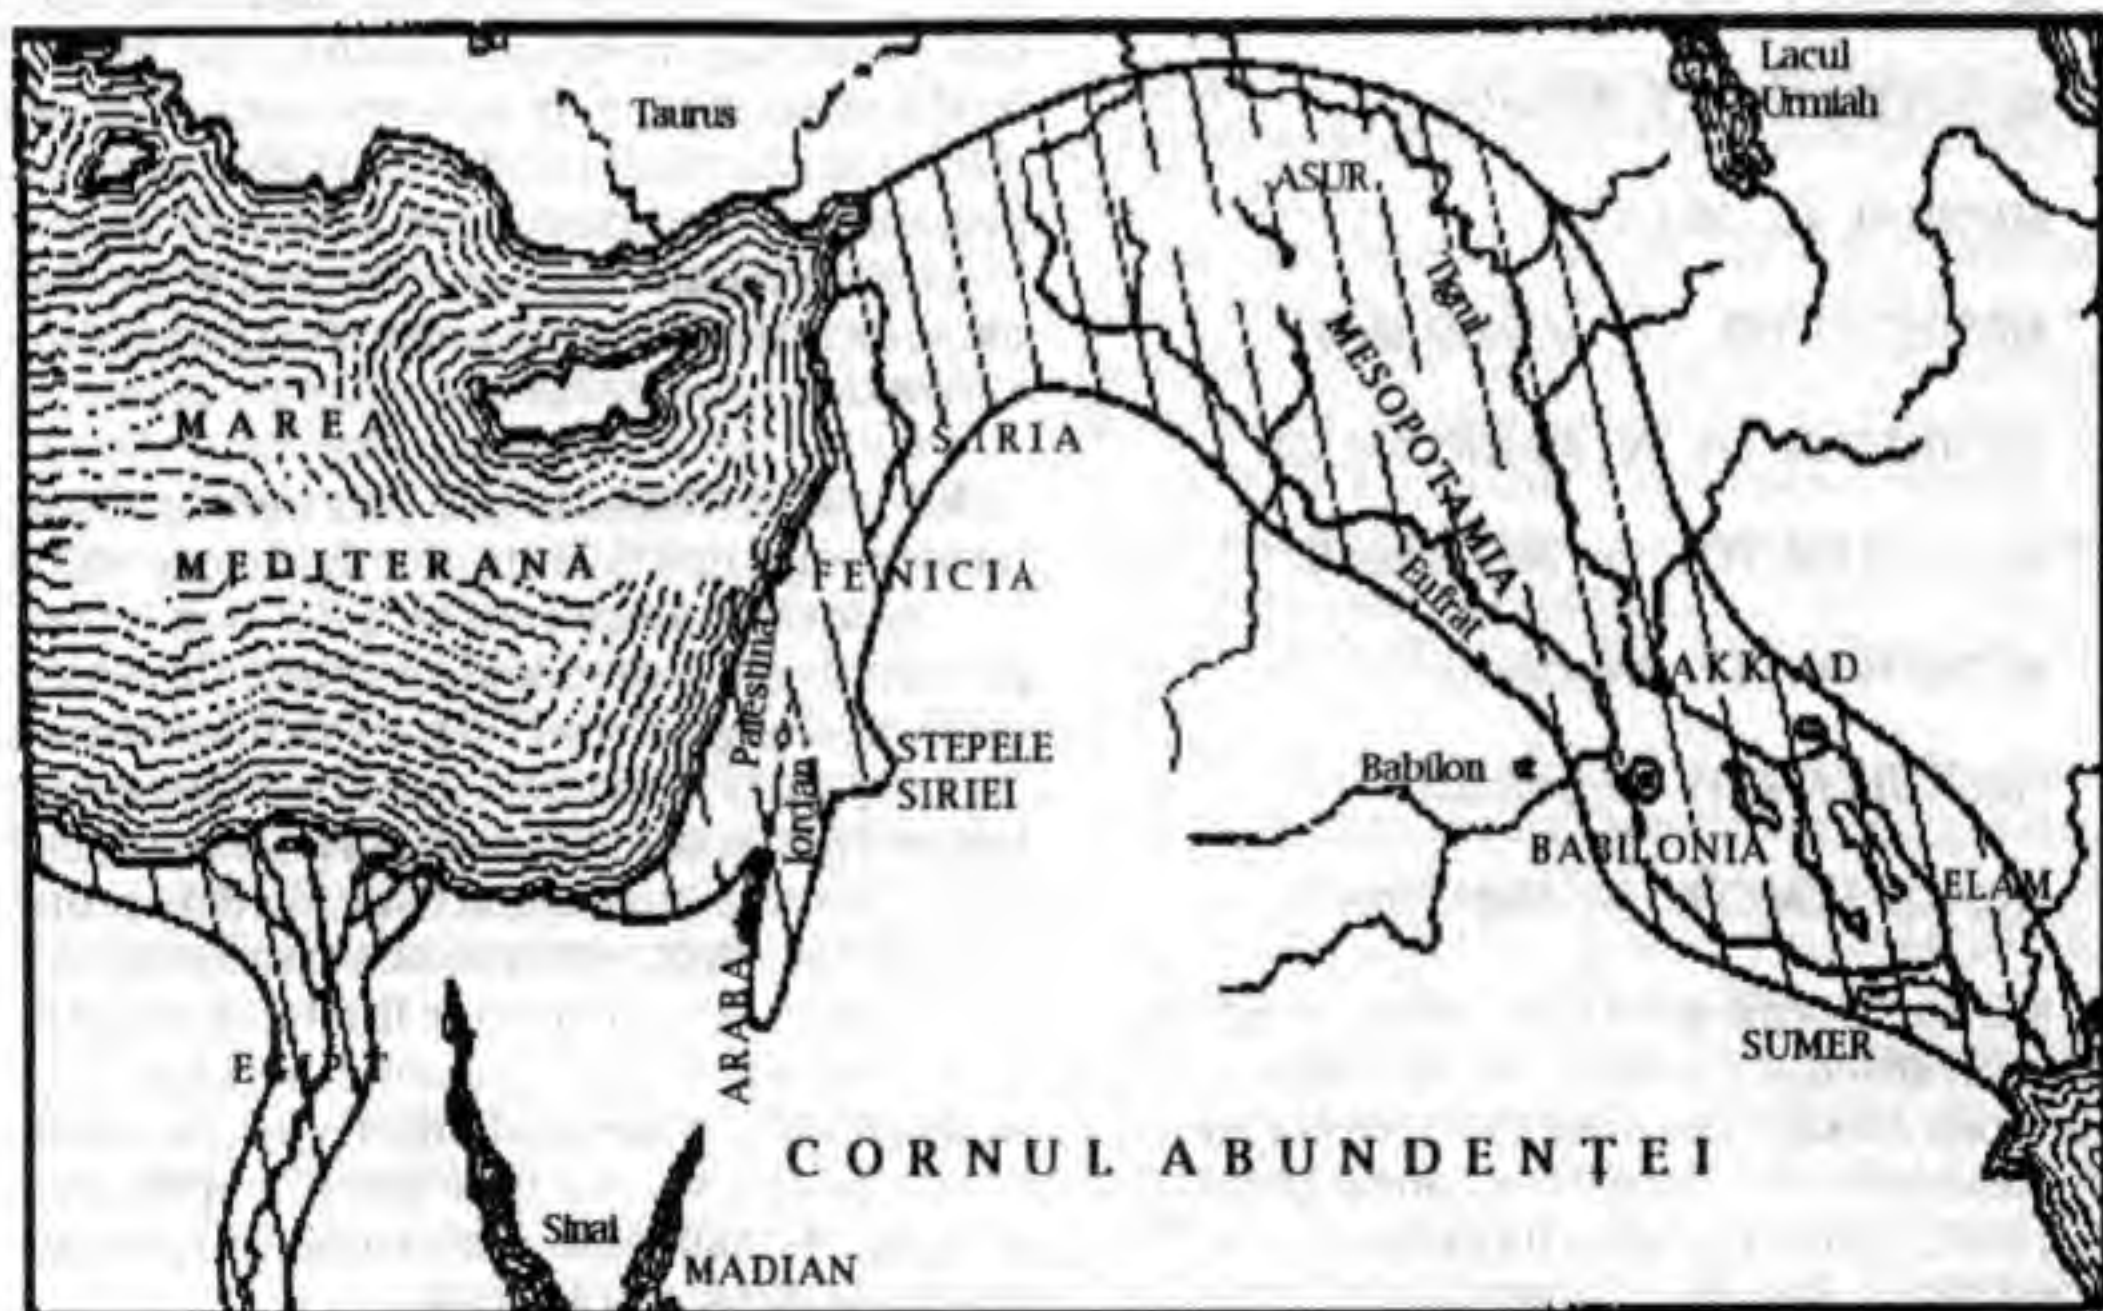 Lacul
Urmiah
Taurus
ASUR
Tigrul
MESOPOTAMIA
MAREA
MEDITERANĂ
SIRIA
FENICIA
Eufrat
Palestina
AKKAD
STEPELE
SIRIEI
Iordan
Babilon
BABILONIA
ELAM
ARABA
EGIPT
SUMER
CORNUL ABUNDENŢEI
Sinai
MADIAN